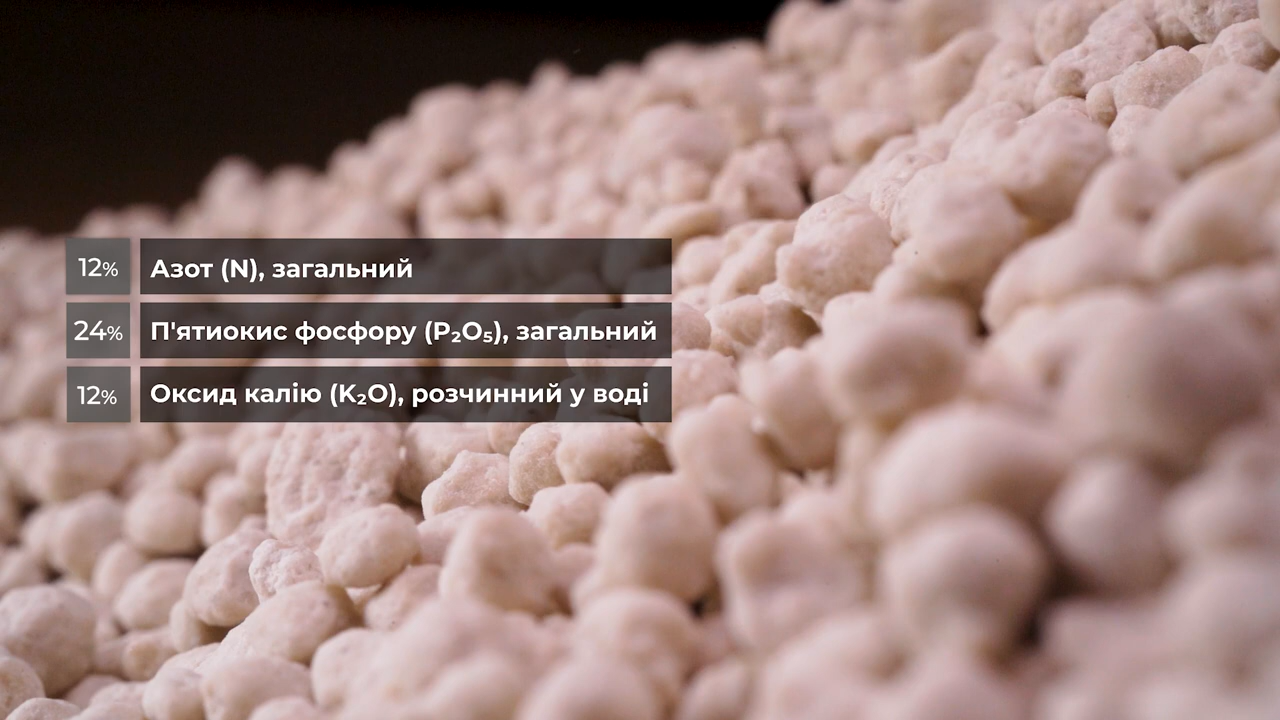 12% Азот (N), загальний
24% П'ятиокис фосфору (P₂O₅), загальний
12% Оксид калію (K₂O), розчинний у воді